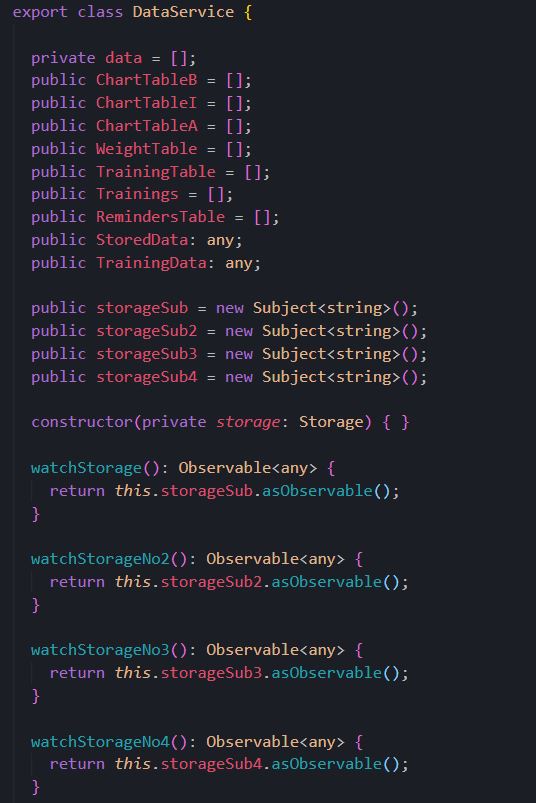 export class DataService {
private data = [];
public ChartTableB = [];
public ChartTableI = [];
public ChartTableA = [];
public WeightTable = [];
public TrainingTable = [];
public Trainings = [];
public RemindersTable = [];
public StoredData: any;
public TrainingData: any;
public storageSub = new Subject<string>();
public storageSub2 = new Subject<string>();
public storageSub3 = new Subject<string>();
public storageSub4 = new Subject<string>();
constructor(private storage: Storage) { }
watchStorage(): Observable<any> {
return this.storageSub.asObservable();
}
watchStorageNo2(): Observable<any> {
return this.storageSub2.asObservable();
}
watchStorageNo3(): Observable<any> {
return this.storageSub3.asObservable();
}
watchStorageNo4(): Observable<any> {
return this.storageSub4.asObservable();
}